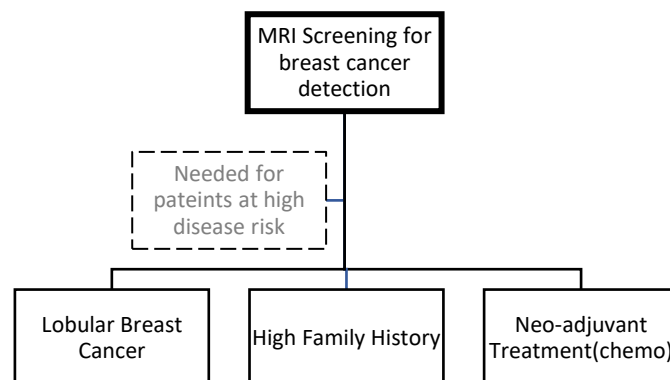 MRI Screening for
breast cancer
detection
Needed for
pateints at high
disease risk
Lobular Breast
Cancer
High Family History
Neo-adjuvant
Treatment(chemo)